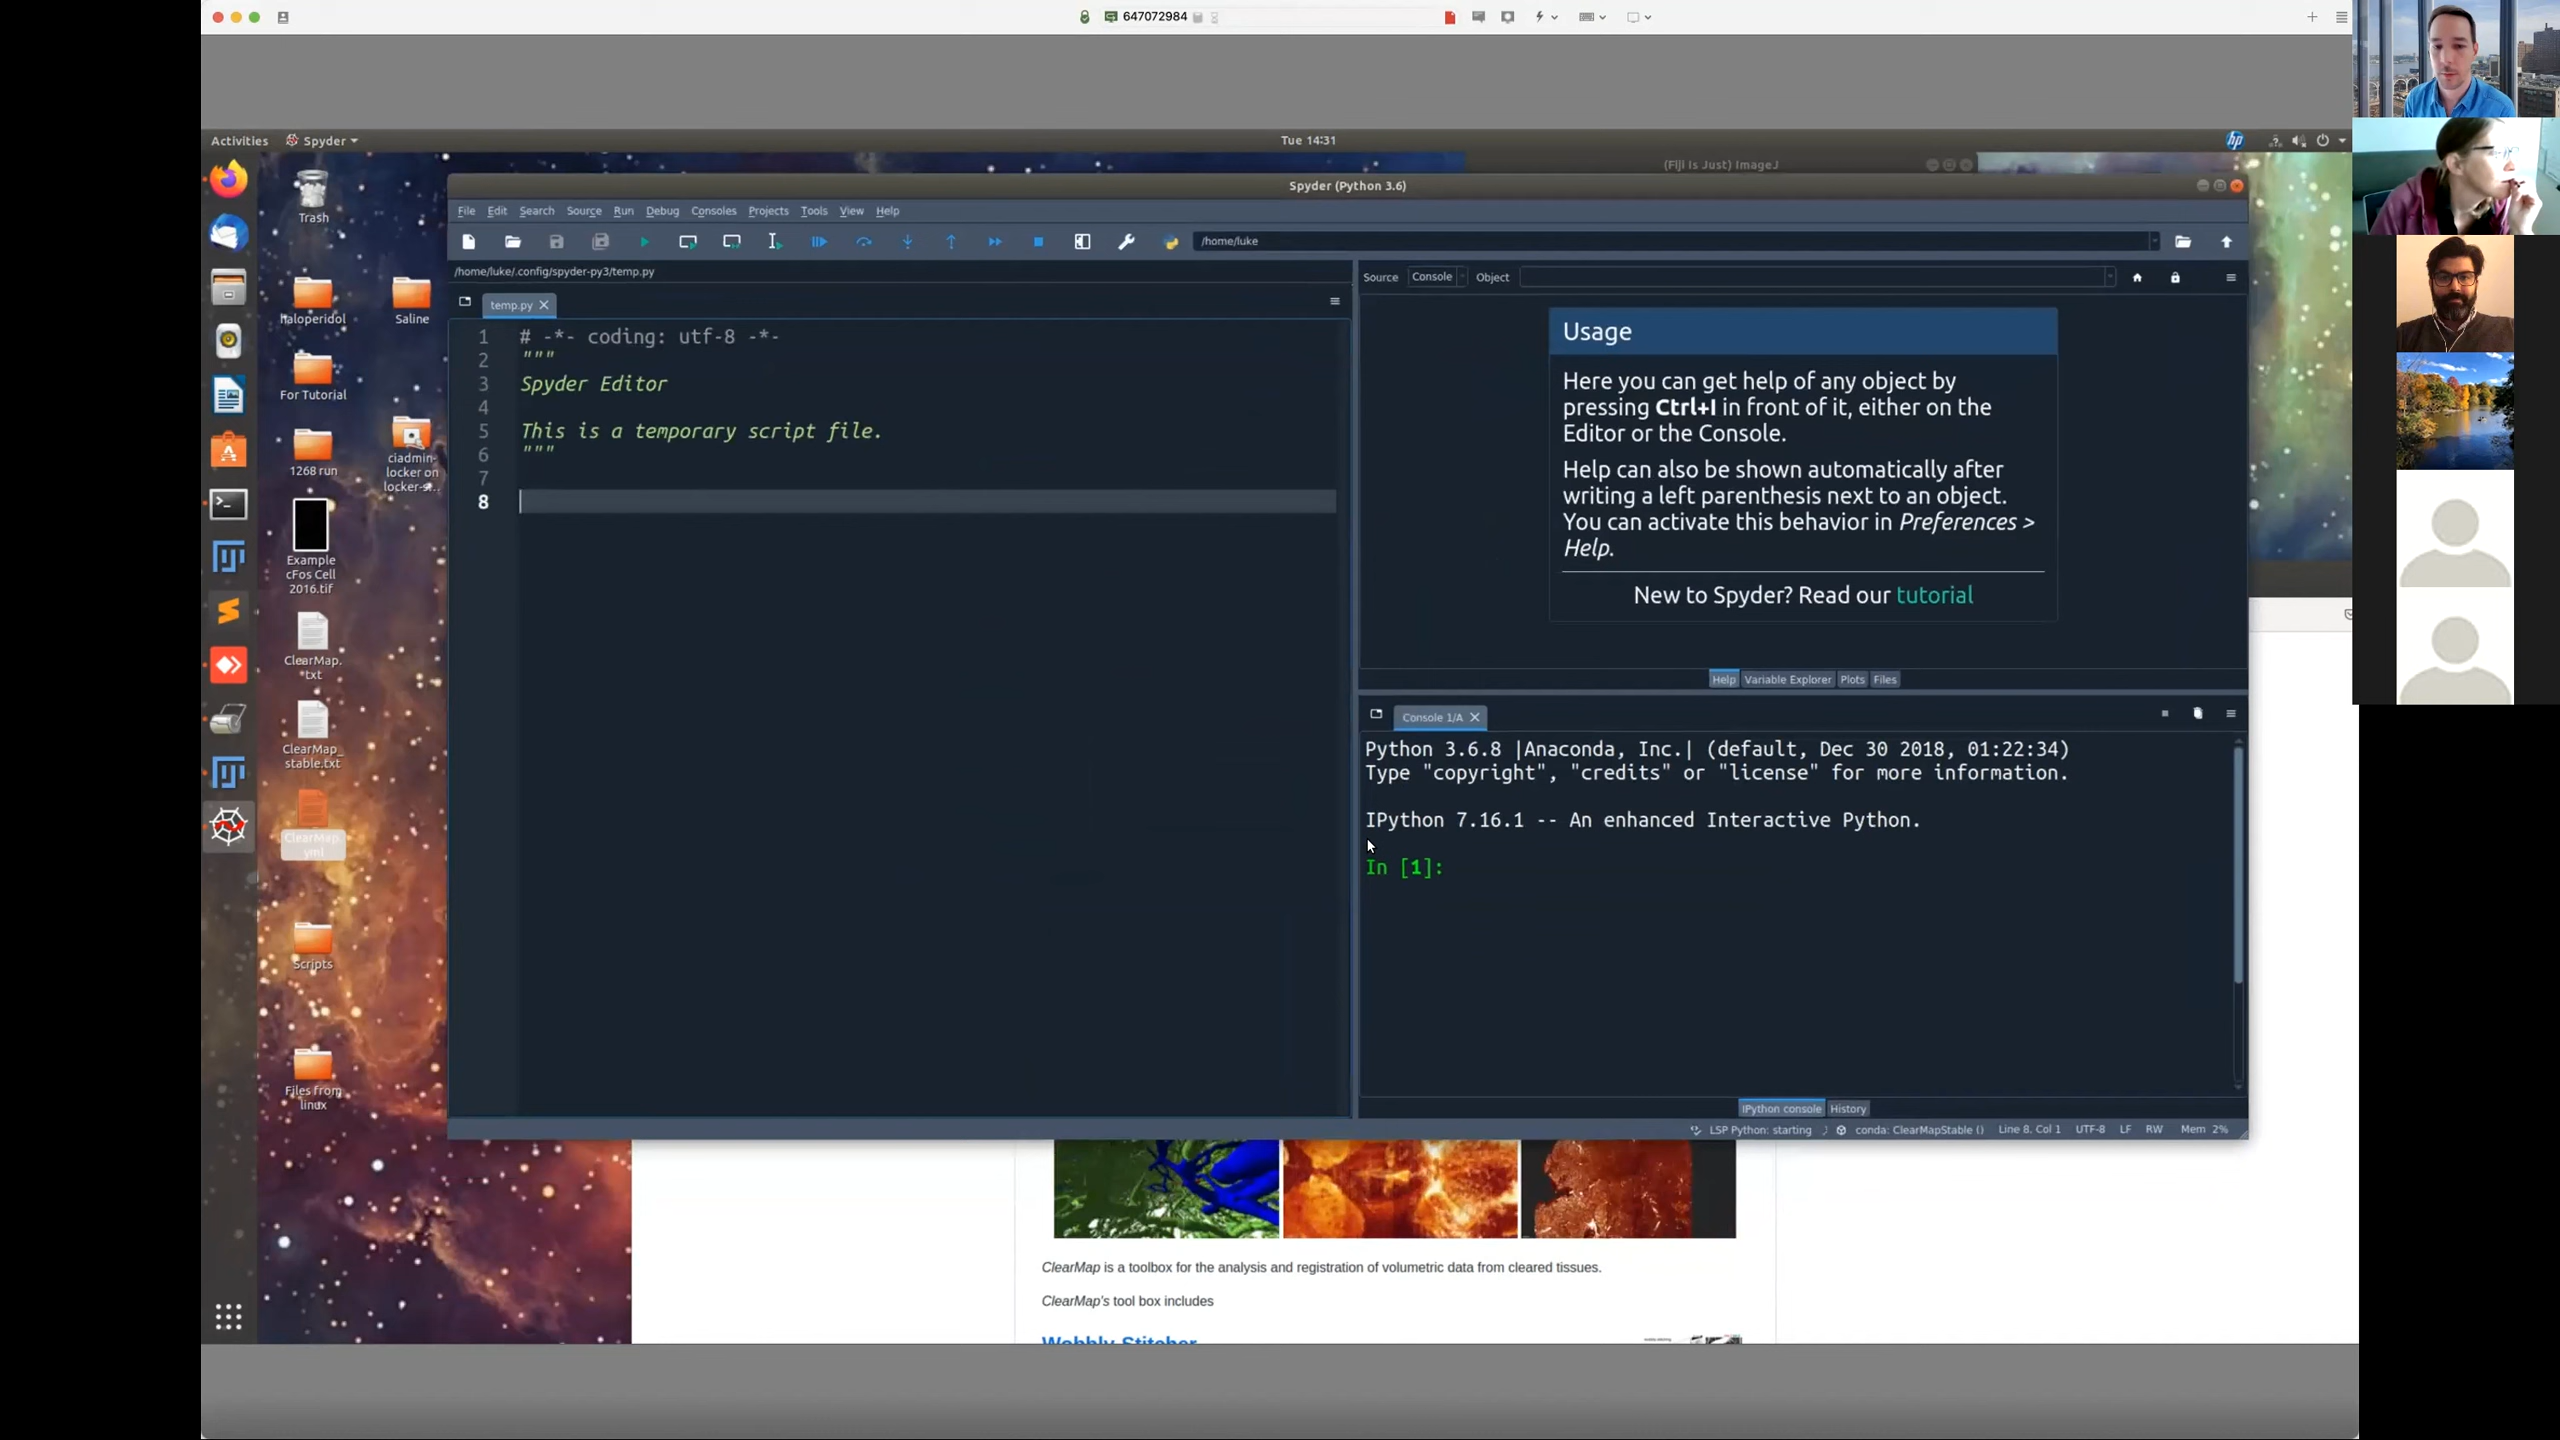 647072984
Activities
Spyder
Tue 14:31
(Fiji Is Just) ImageJ
Spyder (Python 3.6)
File Edit Search Source Run Debug Consoles Projects Tools View Help
/home/luke
/home/luke/.config/spyder-py3/temp.py
temp.py
1 # -*- coding: utf-8 -*-
2 """
3 Spyder Editor
4
5 This is a temporary script file.
6 """
7
8
Source Console Object
Usage
Here you can get help of any object by
pressing Ctrl+I in front of it, either on the
Editor or the Console.
Help can also be shown automatically after
writing a left parenthesis next to an object.
You can activate this behavior in Preferences >
Help.
New to Spyder? Read our tutorial
Help Variable Explorer Plots Files
Console 1/A
Python 3.6.8 |Anaconda, Inc.| (default, Dec 30 2018, 01:22:34)
Type "copyright", "credits" or "license" for more information.
IPython 7.16.1 -- An enhanced Interactive Python.
In [1]:
IPython console History
LSP Python: starting conda: ClearMapStable () Line 8, Col 1 UTF-8 LF RW Mem 2%
Trash
haloperidol
Saline
For Tutorial
1268 run
ciadmin-
locker on
locker-s...
Example
cFos Cell
2016.tif
ClearMap.
txt
ClearMap_
stable.txt
ClearMap.
yml
Scripts
Files from
linux
hp
ClearMap is a toolbox for the analysis and registration of volumetric data from cleared tissues.
ClearMap's tool box includes
Wobbly Stitcher